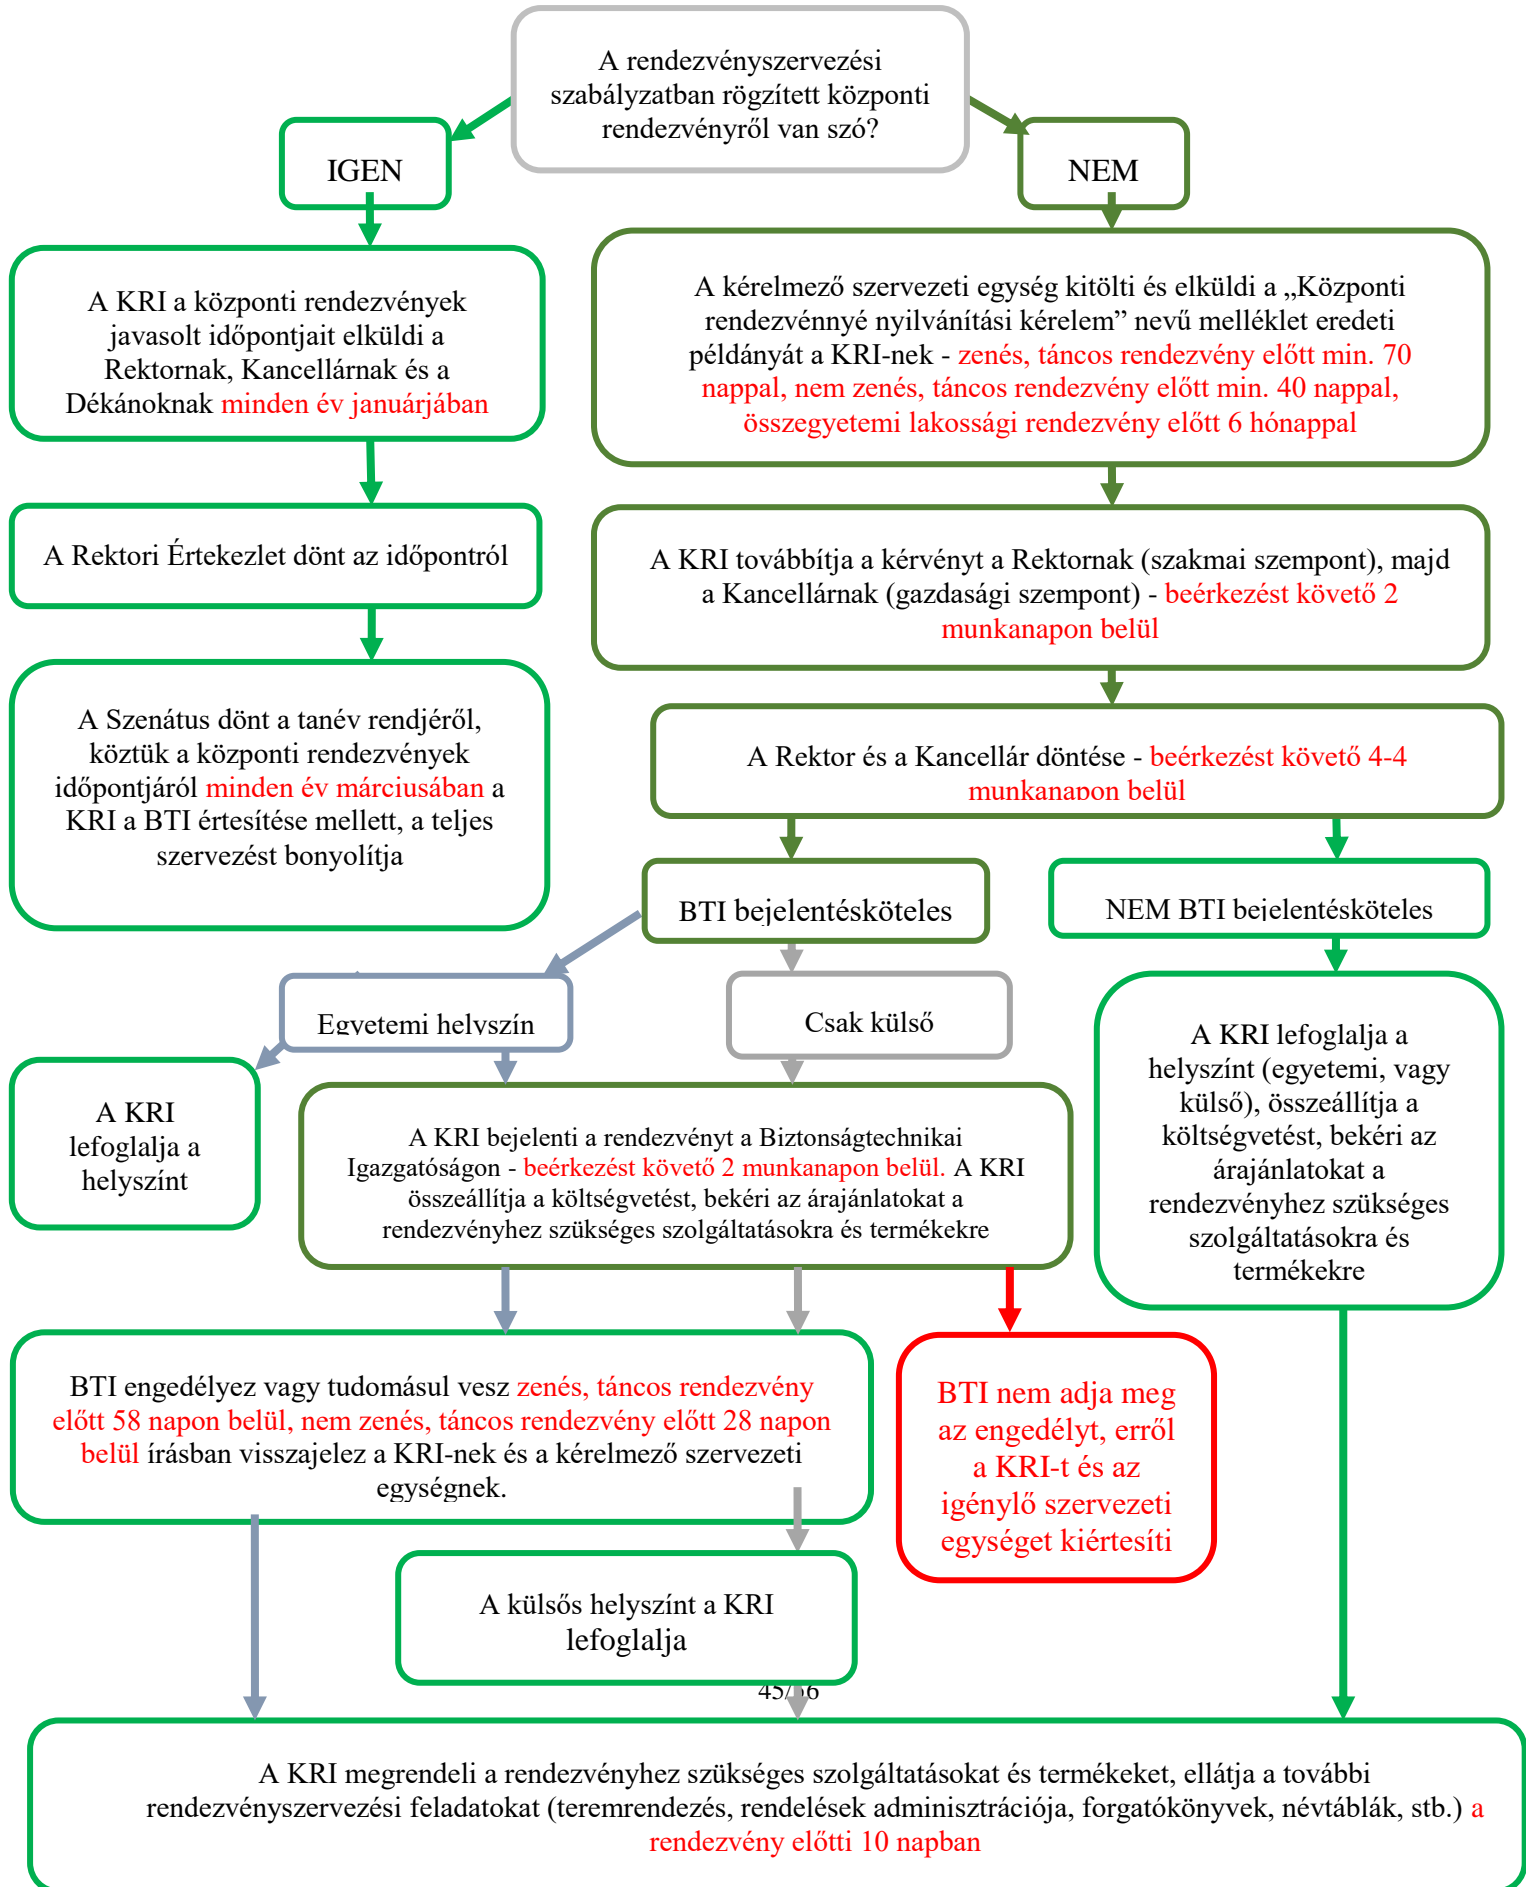 A rendezvényszervezési
szabályzatban rögzített központi
rendezvényről van szó?
IGEN
NEM
A KRI a központi rendezvények
javasolt időpontjait elküldi a
Rektornak, Kancellárnak és a
Dékánoknak minden év januárjában
A kérelmező szervezeti egység kitölti és elküldi a „Központi
rendezvénnyé nyilvánítási kérelem” nevű melléklet eredeti
példányát a KRI-nek - zenés, táncos rendezvény előtt min. 70
nappal, nem zenés, táncos rendezvény előtt min. 40 nappal,
összegyetemi lakossági rendezvény előtt 6 hónappal
A Rektori Értekezlet dönt az időpontról
A KRI továbbítja a kérvényt a Rektornak (szakmai szempont), majd
a Kancellárnak (gazdasági szempont) - beérkezést követő 2
munkanapon belül
A Szenátus dönt a tanév rendjéről,
köztük a központi rendezvények
időpontjáról minden év márciusában a
KRI a BTI értesítése mellett, a teljes
szervezést bonyolítja
A Rektor és a Kancellár döntése - beérkezést követő 4-4
munkanapon belül
BTI bejelentésköteles
NEM BTI bejelentésköteles
Egyetemi helyszín
Csak külső
A KRI
lefoglalja a
helyszínt
A KRI bejelenti a rendezvényt a Biztonságtechnikai
Igazgatóságon - beérkezést követő 2 munkanapon belül. A KRI
összeállítja a költségvetést, bekéri az árajánlatokat a
rendezvényhez szükséges szolgáltatásokra és termékekre
A KRI lefoglalja a
helyszínt (egyetemi, vagy
külső), összeállítja a
költségvetést, bekéri az
árajánlatokat a
rendezvényhez szükséges
szolgáltatásokra és
termékekre
BTI engedélyez vagy tudomásul vesz zenés, táncos rendezvény
előtt 58 napon belül, nem zenés, táncos rendezvény előtt 28 napon
belül írásban visszajelez a KRI-nek és a kérelmező szervezeti
egységnek.
BTI nem adja meg
az engedélyt, erről
a KRI-t és az
igénylő szervezeti
egységet kiértesíti
A külsős helyszínt a KRI
lefoglalja
45/56
A KRI megrendeli a rendezvényhez szükséges szolgáltatásokat és termékeket, ellátja a további
rendezvényszervezési feladatokat (teremrendezés, rendelések adminisztrációja, forgatókönyvek, névtáblák, stb.) a
rendezvény előtti 10 napban